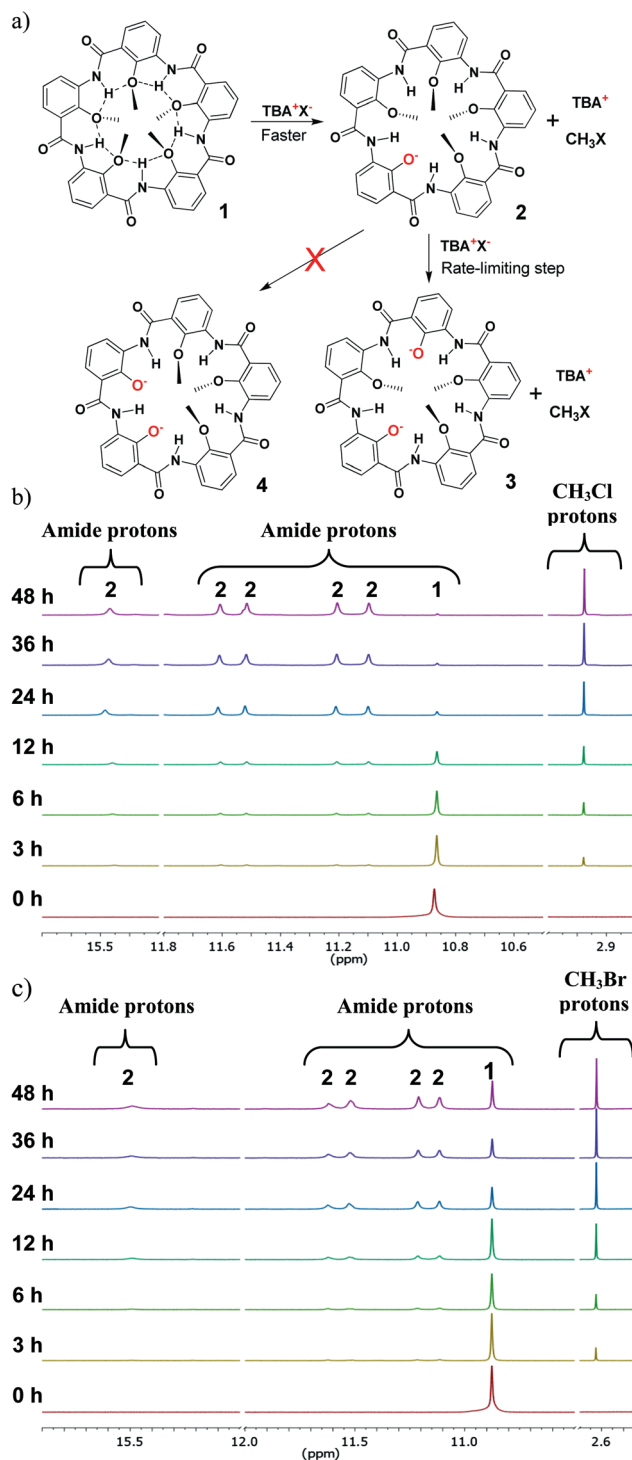 a)
1
TBA+X-
Faster
2
+
TBA+
CH3X
X
TBA+X-
Rate-limiting step
4
3
+
TBA+
CH3X
b)
Amide protons
Amide protons
CH3Cl
protons
2
2 2 2 2 1
48 h
36 h
24 h
12 h
6 h
3 h
0 h
15.5 11.8 11.6 11.4 11.2 11.0 10.8 10.6 2.9
(ppm)
c)
Amide protons
Amide protons
CH3Br
protons
2
2 2 2 2 1
48 h
36 h
24 h
12 h
6 h
3 h
0 h
15.5 12.0 11.5 11.0 2.6
(ppm)